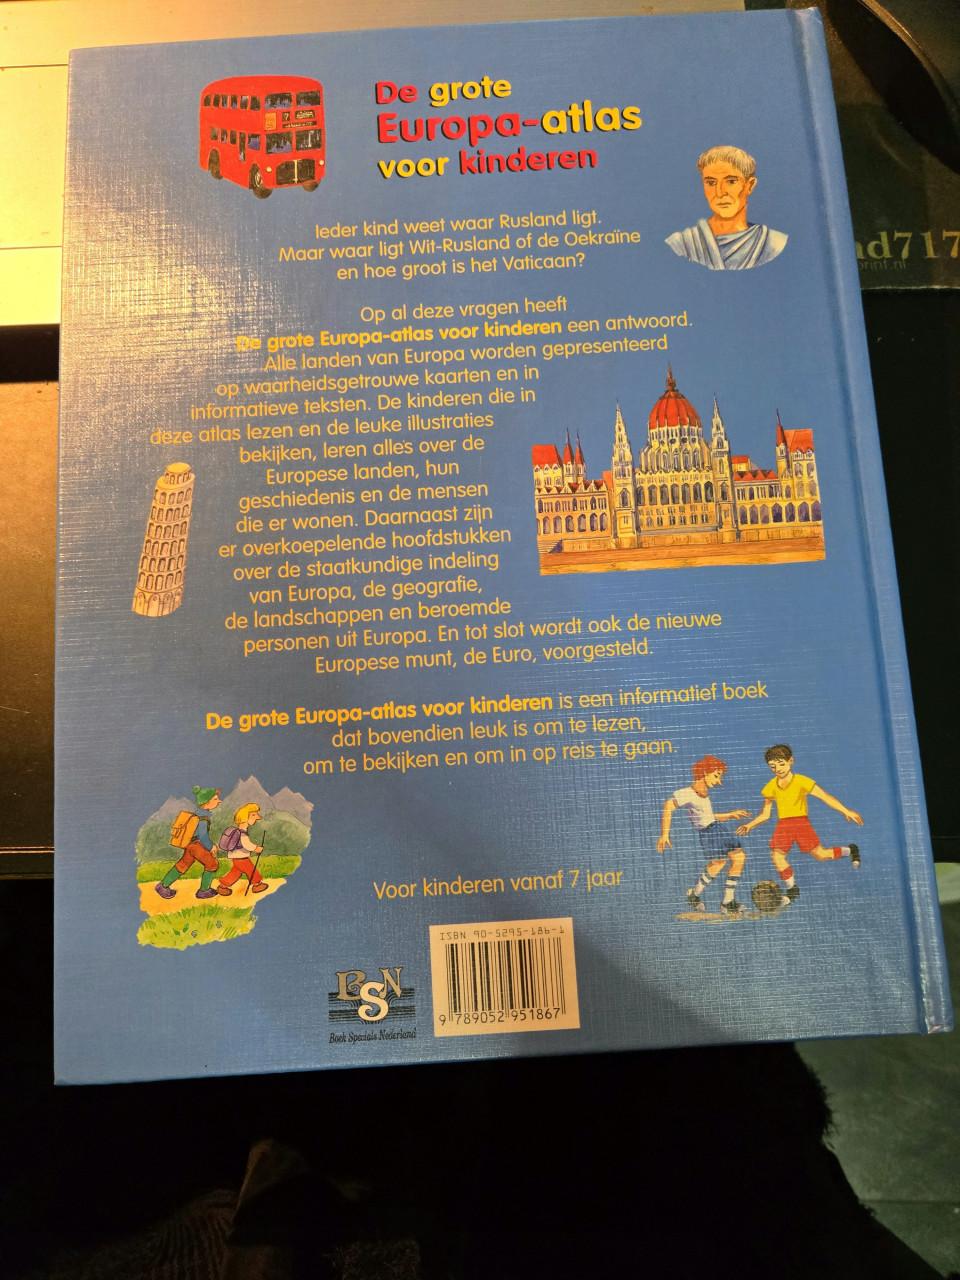 De grote
Europa-atlas
voor kinderen
Ieder kind weet waar Rusland ligt.
Maar waar ligt Wit-Rusland of de Oekraïne
en hoe groot is het Vaticaan?
Op al deze vragen heeft
De grote Europa-atlas voor kinderen een antwoord.
Alle landen van Europa worden gepresenteerd
op waarheidsgetrouwe kaarten en in
informatieve teksten. De kinderen die in
deze atlas lezen en de leuke illustraties
bekijken, leren alles over de
Europese landen, hun
geschiedenis en de mensen
die er wonen. Daarnaast zijn
er overkoepelende hoofdstukken
over de staatkundige indeling
van Europa, de geografie,
de landschappen en beroemde
personen uit Europa. En tot slot wordt ook de nieuwe
Europese munt, de Euro, voorgesteld.
De grote Europa-atlas voor kinderen is een informatief boek
dat bovendien leuk is om te lezen,
om te bekijken en om in op reis te gaan.
Voor kinderen vanaf 7 jaar
ISBN 90-5295-186-1
9 789052 951867
BSN
Boek Specials Nederland
nd717
print.nl